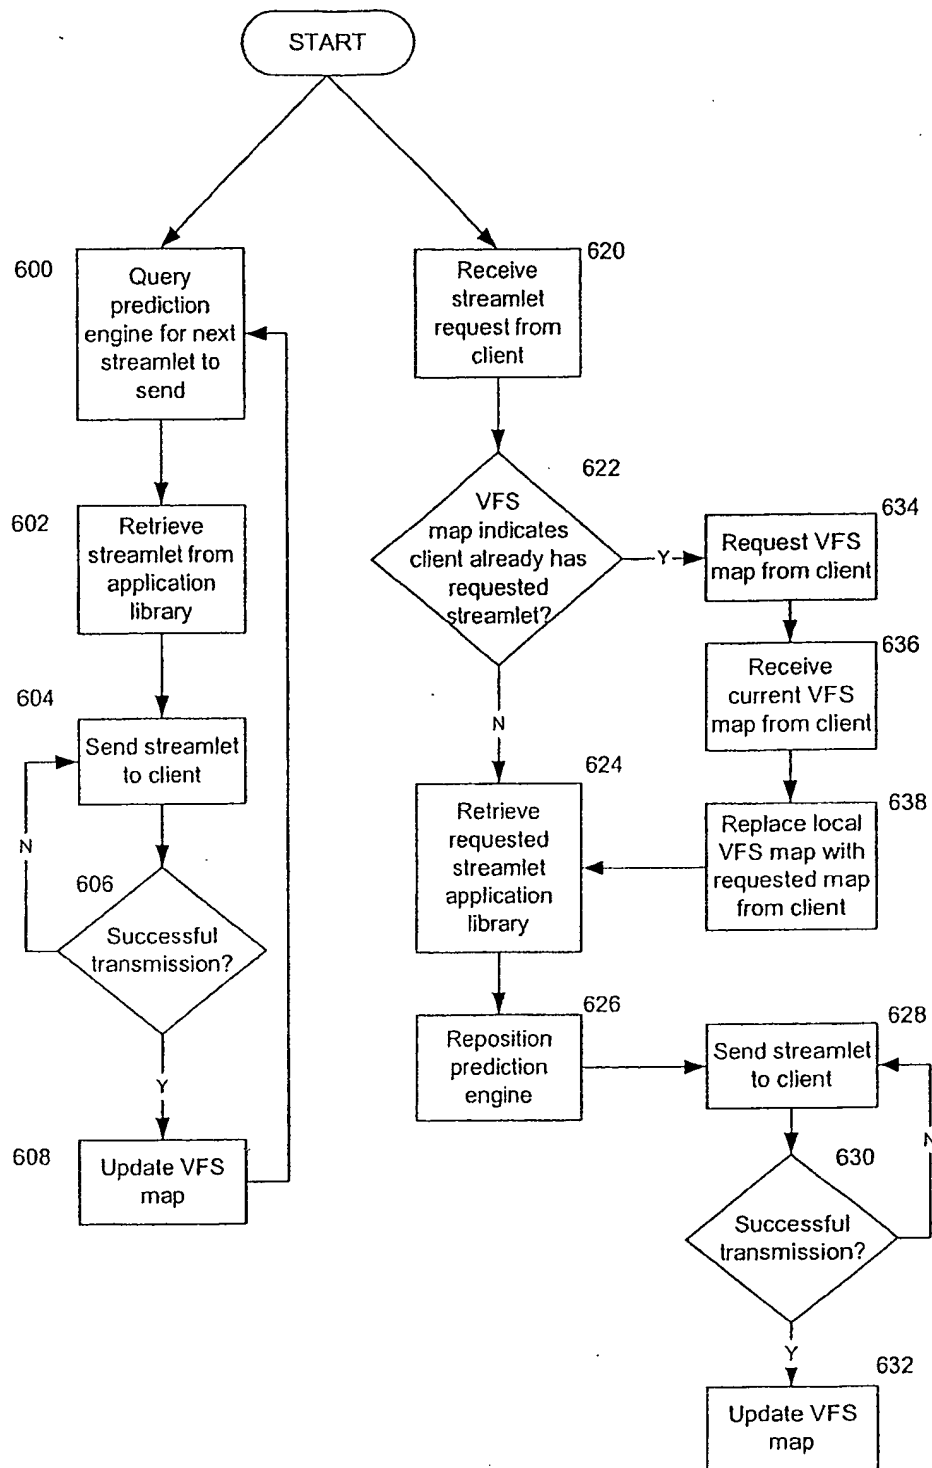 START
600
Query
prediction
engine for next
streamlet to
send
602
Retrieve
streamlet from
application
library
604
Send streamlet
to client
N
606
Successful
transmission?
Y
608
Update VFS
map
620
Receive
streamlet
request from
client
622
VFS
map indicates
client already has
requested
streamlet?
Y
N
634
Request VFS
map from client
636
Receive
current VFS
map from client
638
Replace local
VFS map with
requested map
from client
624
Retrieve
requested
streamlet
application
library
626
Reposition
prediction
engine
628
Send streamlet
to client
N
630
Successful
transmission?
Y
632
Update VFS
map